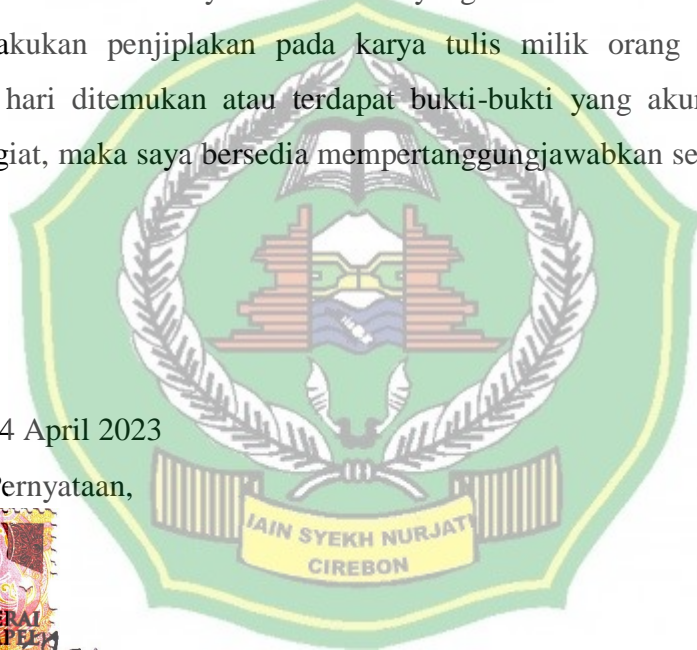 akukan penjiplakan pada karya tulis milik orang
hari ditemukan atau terdapat bukti-bukti yang aku
giat, maka saya bersedia mempertanggungjawabkan se
4 April 2023
Pernyataan,
IAIN SYEKH NURJATI
CIREBON